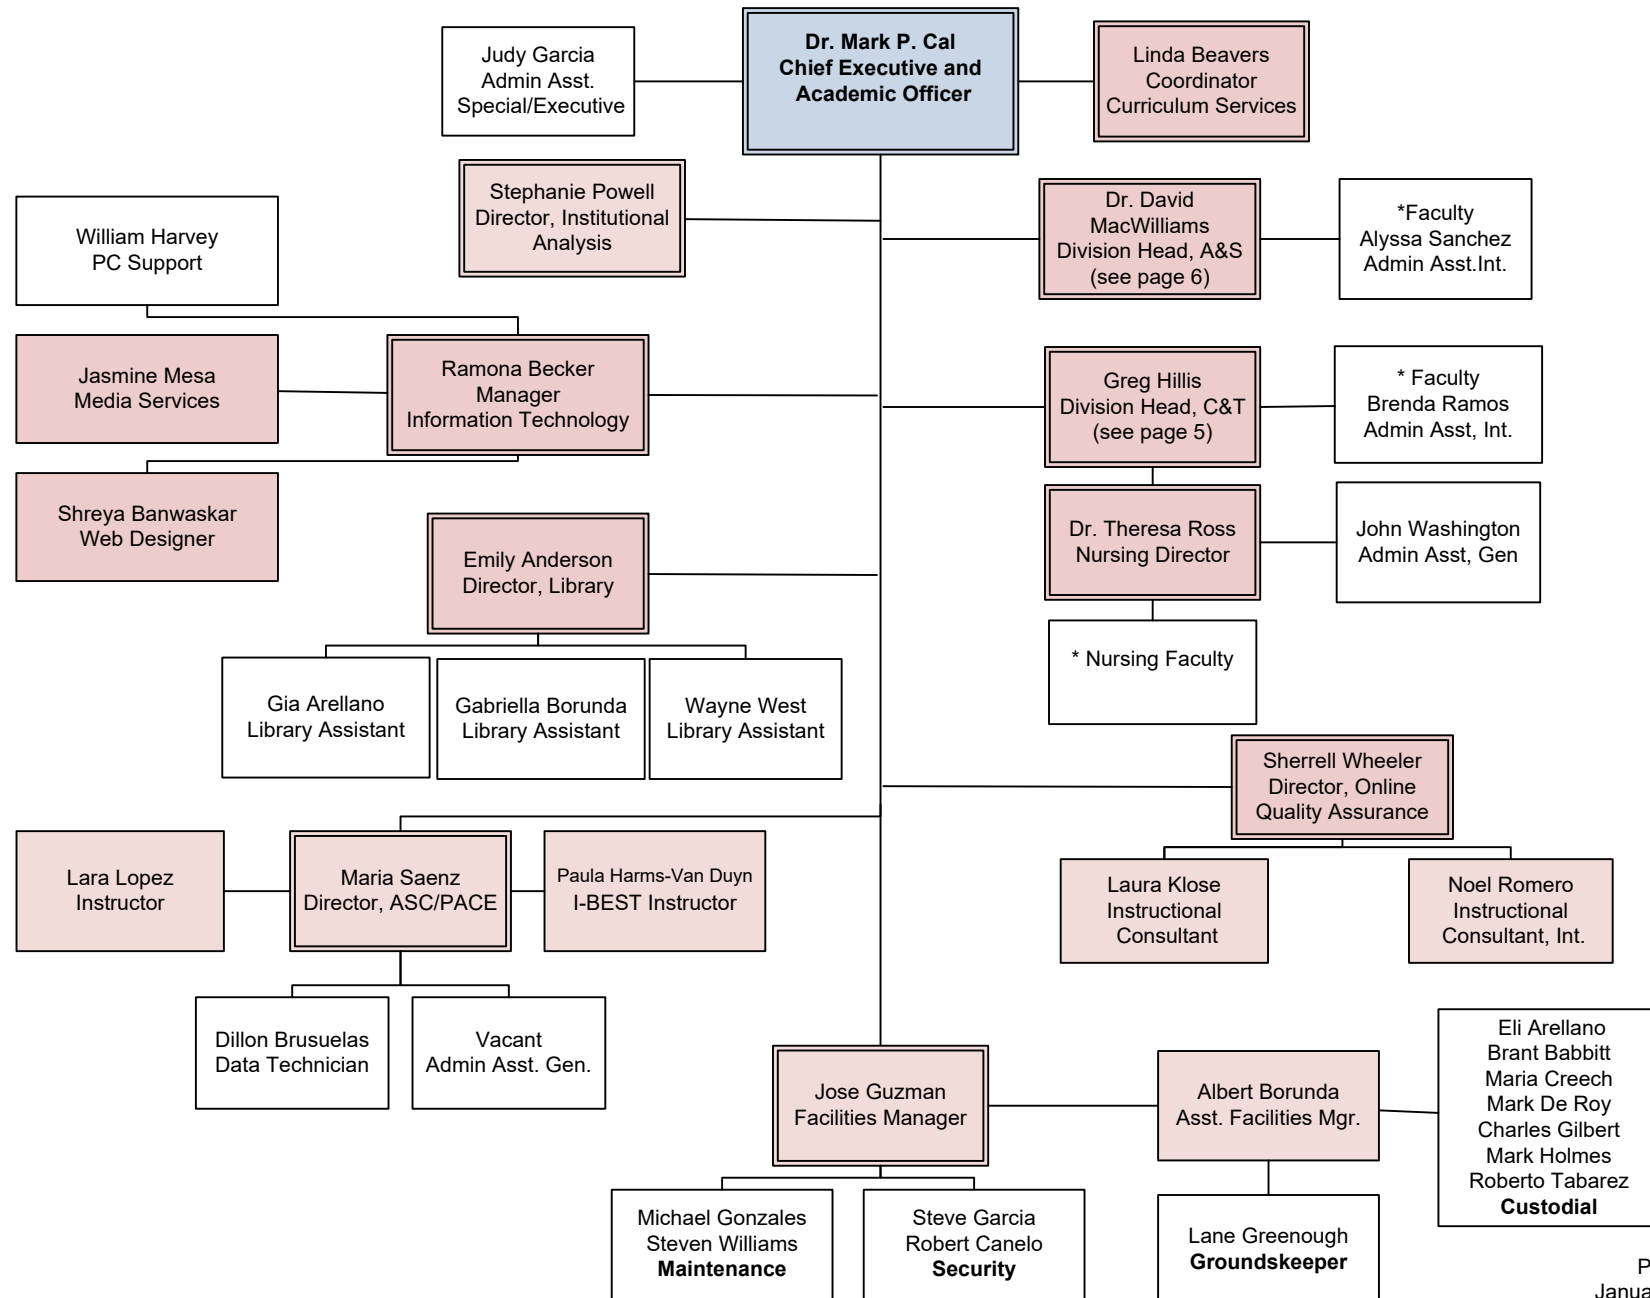 Judy Garcia
Admin Asst.
Special/Executive
Dr. Mark P. Cal
Chief Executive and
Academic Officer
Linda Beavers
Coordinator
Curriculum Services
Stephanie Powell
Director, Institutional
Analysis
Dr. David
MacWilliams
Division Head, A&S
(see page 6)
*Faculty
Alyssa Sanchez
Admin Asst.Int.
William Harvey
PC Support
Jasmine Mesa
Media Services
Ramona Becker
Manager
Information Technology
Greg Hillis
Division Head, C&T
(see page 5)
* Faculty
Brenda Ramos
Admin Asst, Int.
Shreya Banwaskar
Web Designer
Emily Anderson
Director, Library
Dr. Theresa Ross
Nursing Director
John Washington
Admin Asst, Gen
* Nursing Faculty
Gia Arellano
Library Assistant
Gabriella Borunda
Library Assistant
Wayne West
Library Assistant
Sherrell Wheeler
Director, Online
Quality Assurance
Lara Lopez
Instructor
Maria Saenz
Director, ASC/PACE
Paula Harms-Van Duyn
I-BEST Instructor
Laura Klose
Instructional
Consultant
Noel Romero
Instructional
Consultant, Int.
Dillon Brusuelas
Data Technician
Vacant
Admin Asst. Gen.
Jose Guzman
Facilities Manager
Albert Borunda
Asst. Facilities Mgr.
Eli Arellano
Brant Babbitt
Maria Creech
Mark De Roy
Charles Gilbert
Mark Holmes
Roberto Tabarez
Custodial
Michael Gonzales
Steven Williams
Maintenance
Steve Garcia
Robert Canelo
Security
Lane Greenough
Groundskeeper